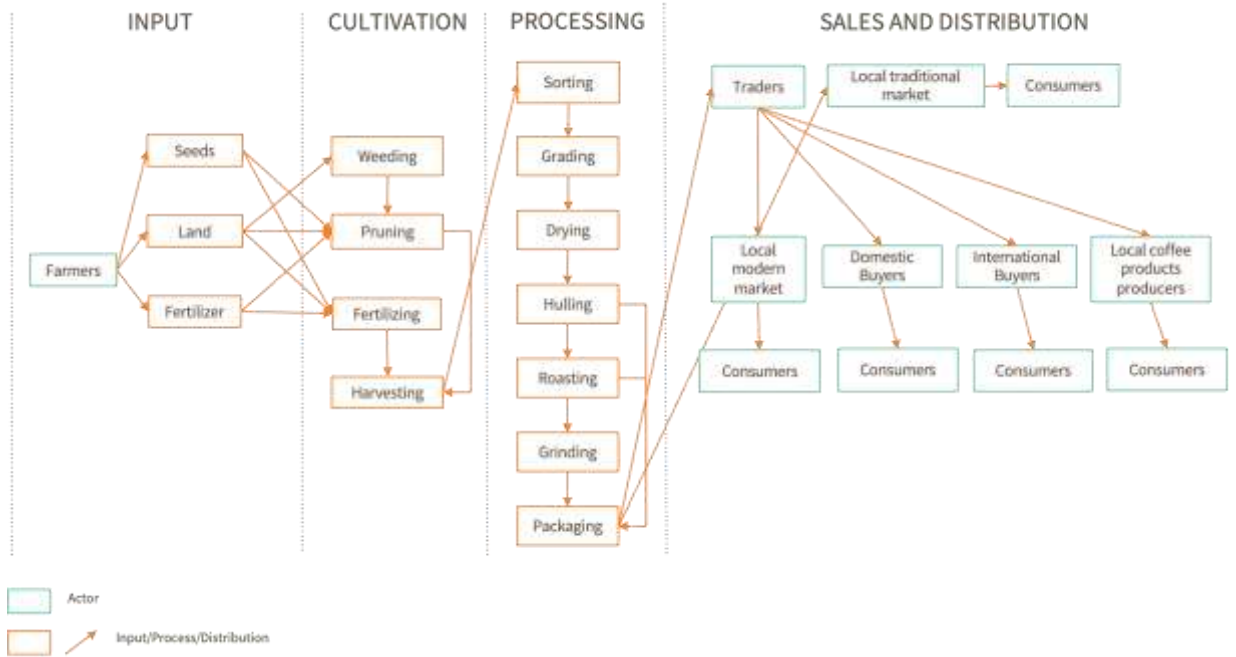 INPUT
CULTIVATION
PROCESSING
SALES AND DISTRIBUTION
Farmers
Seeds
Land
Fertilizer
Weeding
Pruning
Fertilizing
Harvesting
Sorting
Grading
Drying
Hulling
Roasting
Grinding
Packaging
Traders
Local traditional
market
Consumers
Local
modern
market
Domestic
Buyers
International
Buyers
Local coffee
products
producers
Consumers
Consumers
Consumers
Consumers
Actor
Input/Process/Distribution